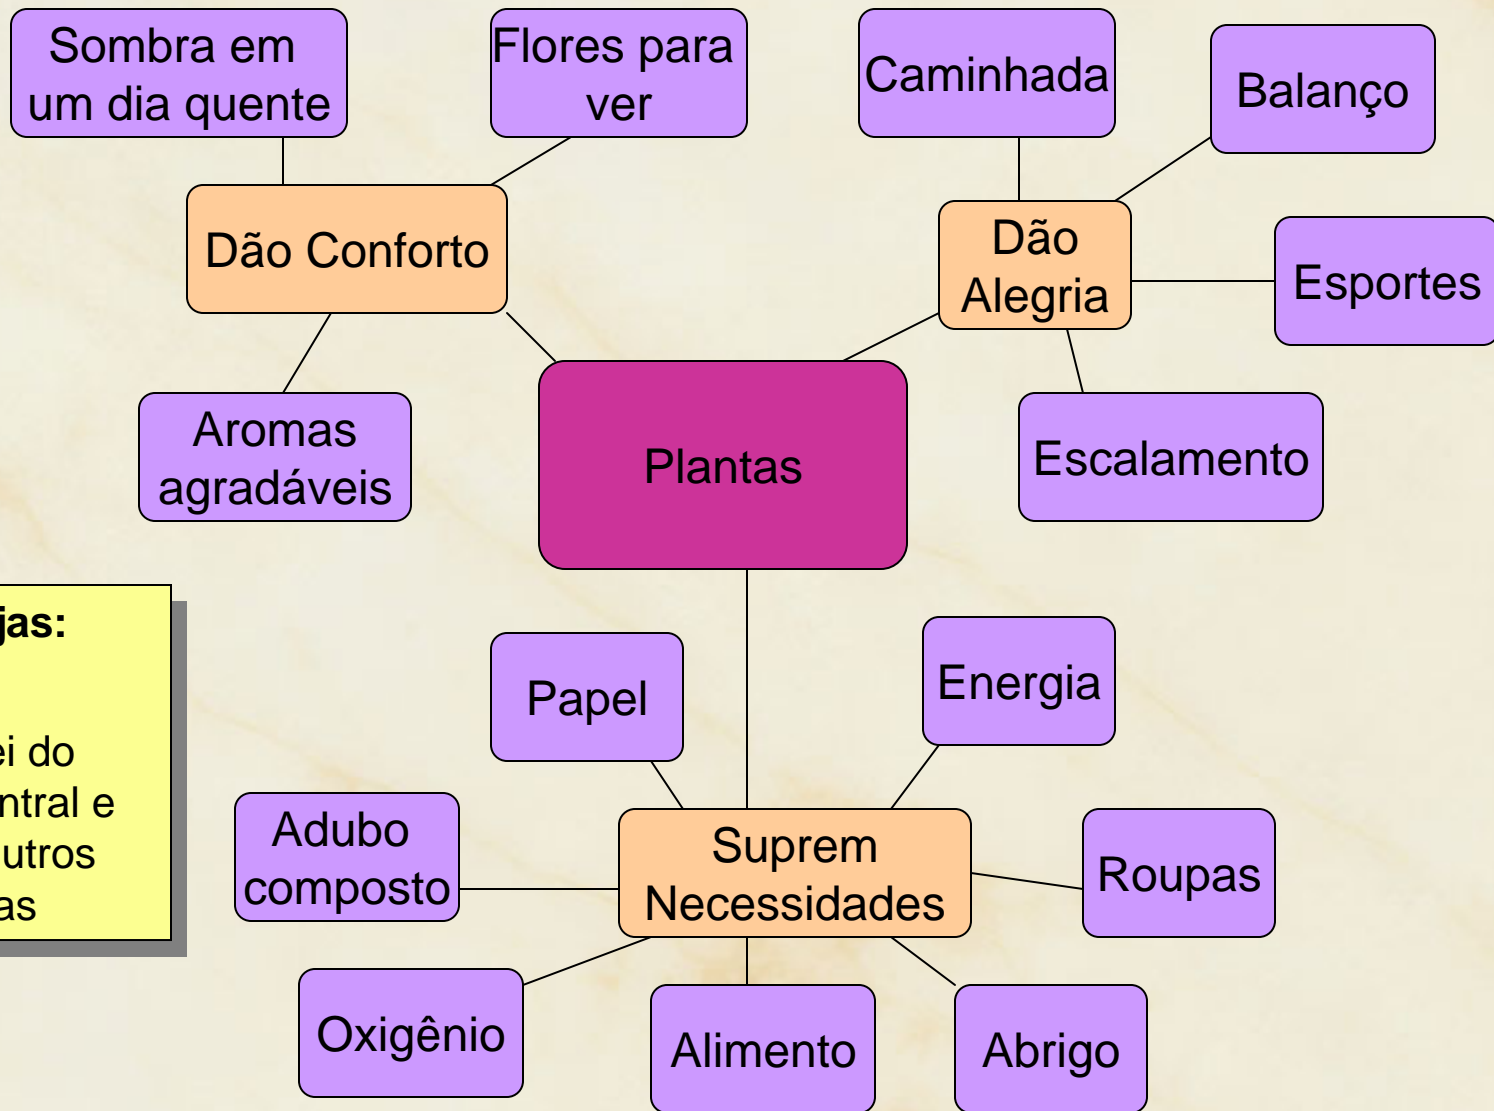 Sombra em
um dia quente
Flores para
ver
Caminhada
Balanço
Dão Conforto
Dão
Alegria
Esportes
Aromas
agradáveis
Plantas
Escalamento
jas:
ei do
ntral e
utros
as
Papel
Energia
Adubo
composto
Suprem
Necessidades
Roupas
Oxigênio
Alimento
Abrigo